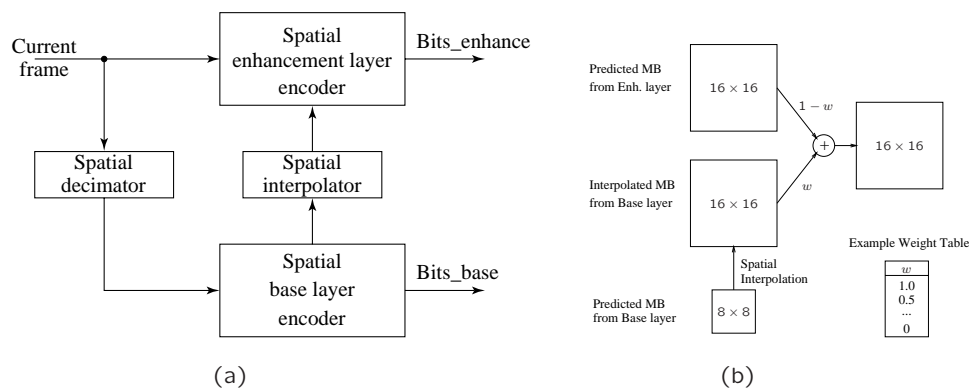 Current
frame
Spatial
enhancement layer
encoder
Bits_enhance
Spatial
decimator
Spatial
interpolator
Spatial
base layer
encoder
Bits_base
(a)
Predicted MB
from Enh. layer
16 × 16
1 − w
+
16 × 16
Interpolated MB
from Base layer
16 × 16
w
Spatial
Interpolation
Predicted MB
from Base layer
8 × 8
Example Weight Table
w
1.0
0.5
...
0
(b)